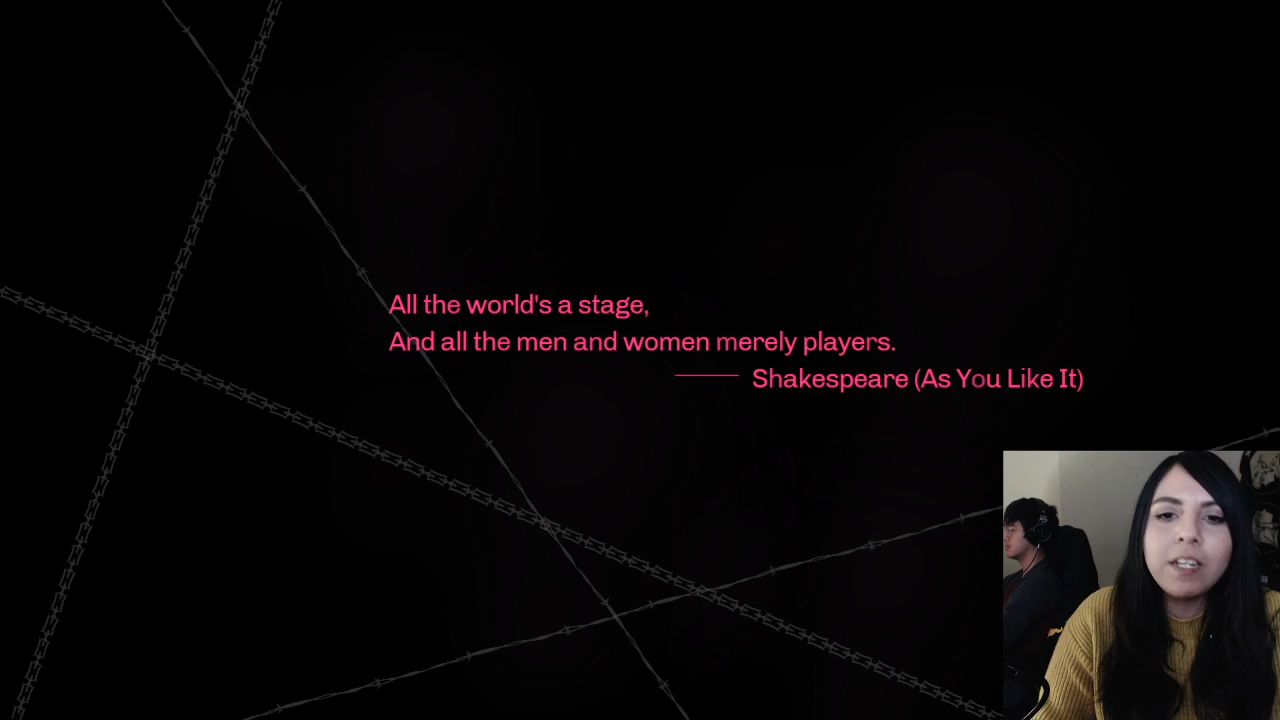 All the world's a stage,
And all the men and women merely players.
—— Shakespeare (As You Like It)